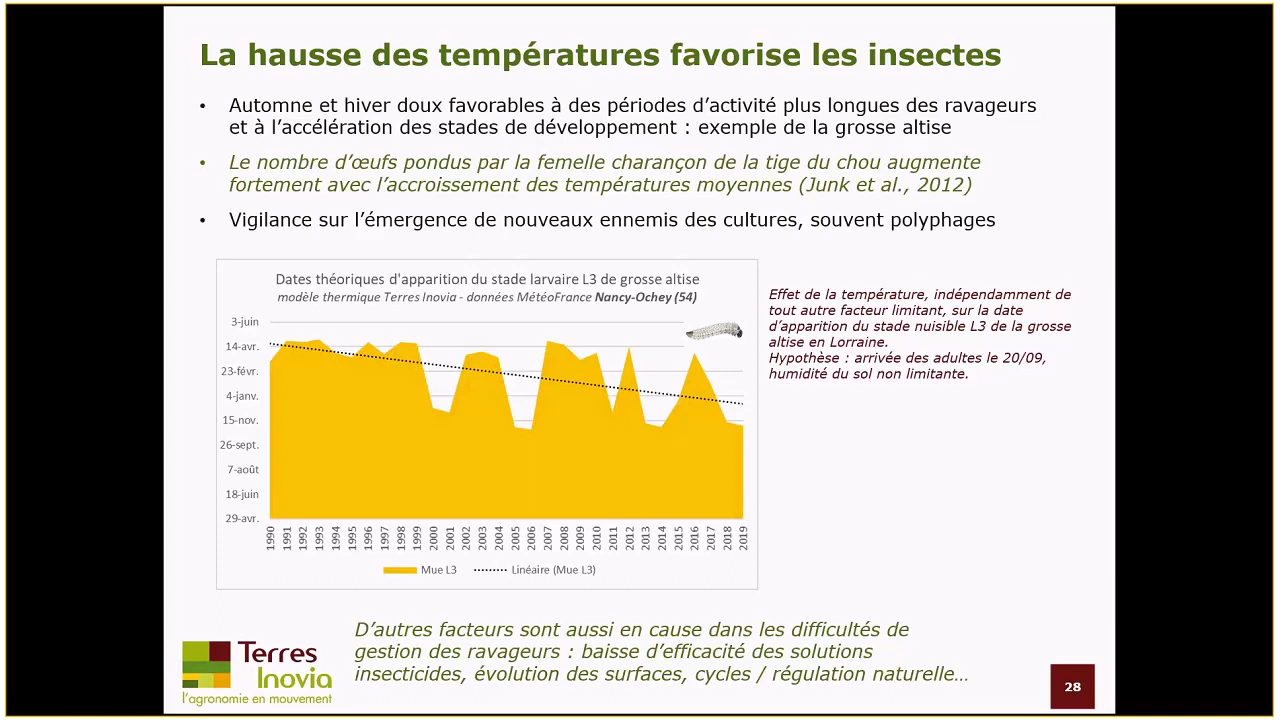 La hausse des températures favorise les insectes
• Automne et hiver doux favorables à des périodes d’activité plus longues des ravageurs
et à l’accélération des stades de développement : exemple de la grosse altise
• Le nombre d’œufs pondus par la femelle charançon de la tige du chou augmente
fortement avec l’accroissement des températures moyennes (Junk et al., 2012)
• Vigilance sur l’émergence de nouveaux ennemis des cultures, souvent polyphages
Dates théoriques d'apparition du stade larvaire L3 de grosse altise
modèle thermique Terres Inovia - données MétéoFrance Nancy-Ochey (54)
3-juin
14-avr.
23-févr.
4-janv.
15-nov.
26-sept.
7-août
18-juin
29-avr.
1990 1991 1992 1993 1994 1995 1996 1997 1998 1999 2000 2001 2002 2003 2004 2005 2006 2007 2008 2009 2010 2011 2012 2013 2014 2015 2016 2017 2018 2019
Mue L3 Linéaire (Mue L3)
Effet de la température, indépendamment de
tout autre facteur limitant, sur la date
d’apparition du stade nuisible L3 de la grosse
altise en Lorraine.
Hypothèse : arrivée des adultes le 20/09,
humidité du sol non limitante.
D’autres facteurs sont aussi en cause dans les difficultés de
gestion des ravageurs : baisse d’efficacité des solutions
insecticides, évolution des surfaces, cycles / régulation naturelle…
Terres
Inovia
l’agronomie en mouvement
28